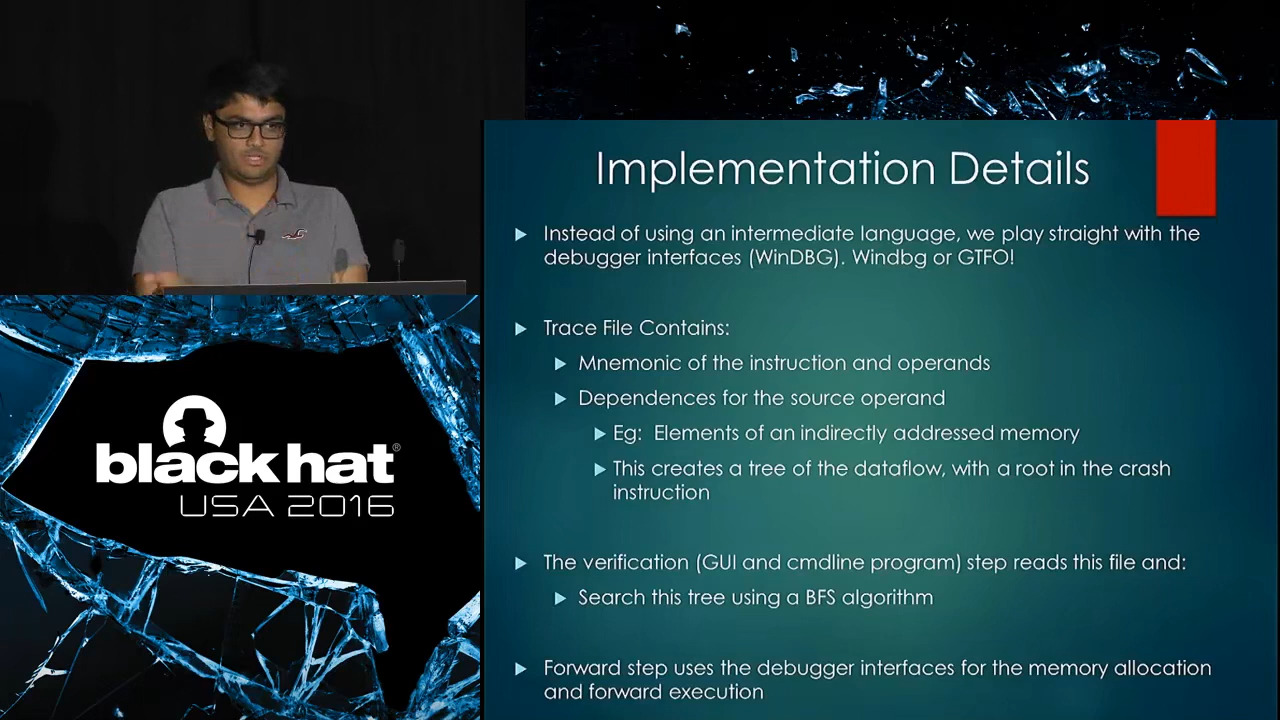 Implementation Details
Instead of using an intermediate language, we play straight with the
debugger interfaces (WinDBG). Windbg or GTFO!
Trace File Contains:
Mnemonic of the instruction and operands
Dependences for the source operand
Eg: Elements of an indirectly addressed memory
This creates a tree of the dataflow, with a root in the crash
instruction
The verification (GUI and cmdline program) step reads this file and:
Search this tree using a BFS algorithm
Forward step uses the debugger interfaces for the memory allocation
and forward execution
black hat®
USA 2016